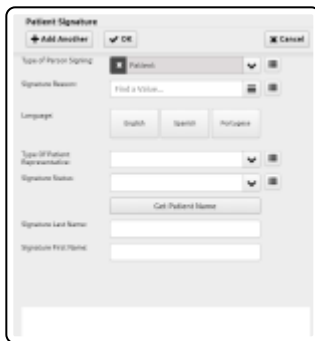 Patient Signature
Add Another
OK
Cancel
Type of Person Signing:
Patient
Signature Reason:
Find a Value...
Language:
English
Spanish
Portuguese
Type Of Patient
Representative:
Signature Status:
Get Patient Name
Signature Last Name:
Signature First Name: